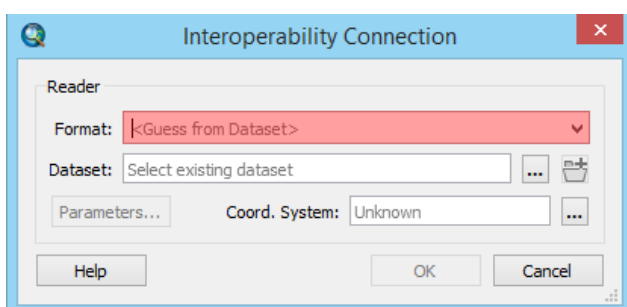 Interoperability Connection
Reader
Format: <Guess from Dataset>
Dataset: Select existing dataset ...
Parameters... Coord. System: Unknown ...
Help OK Cancel